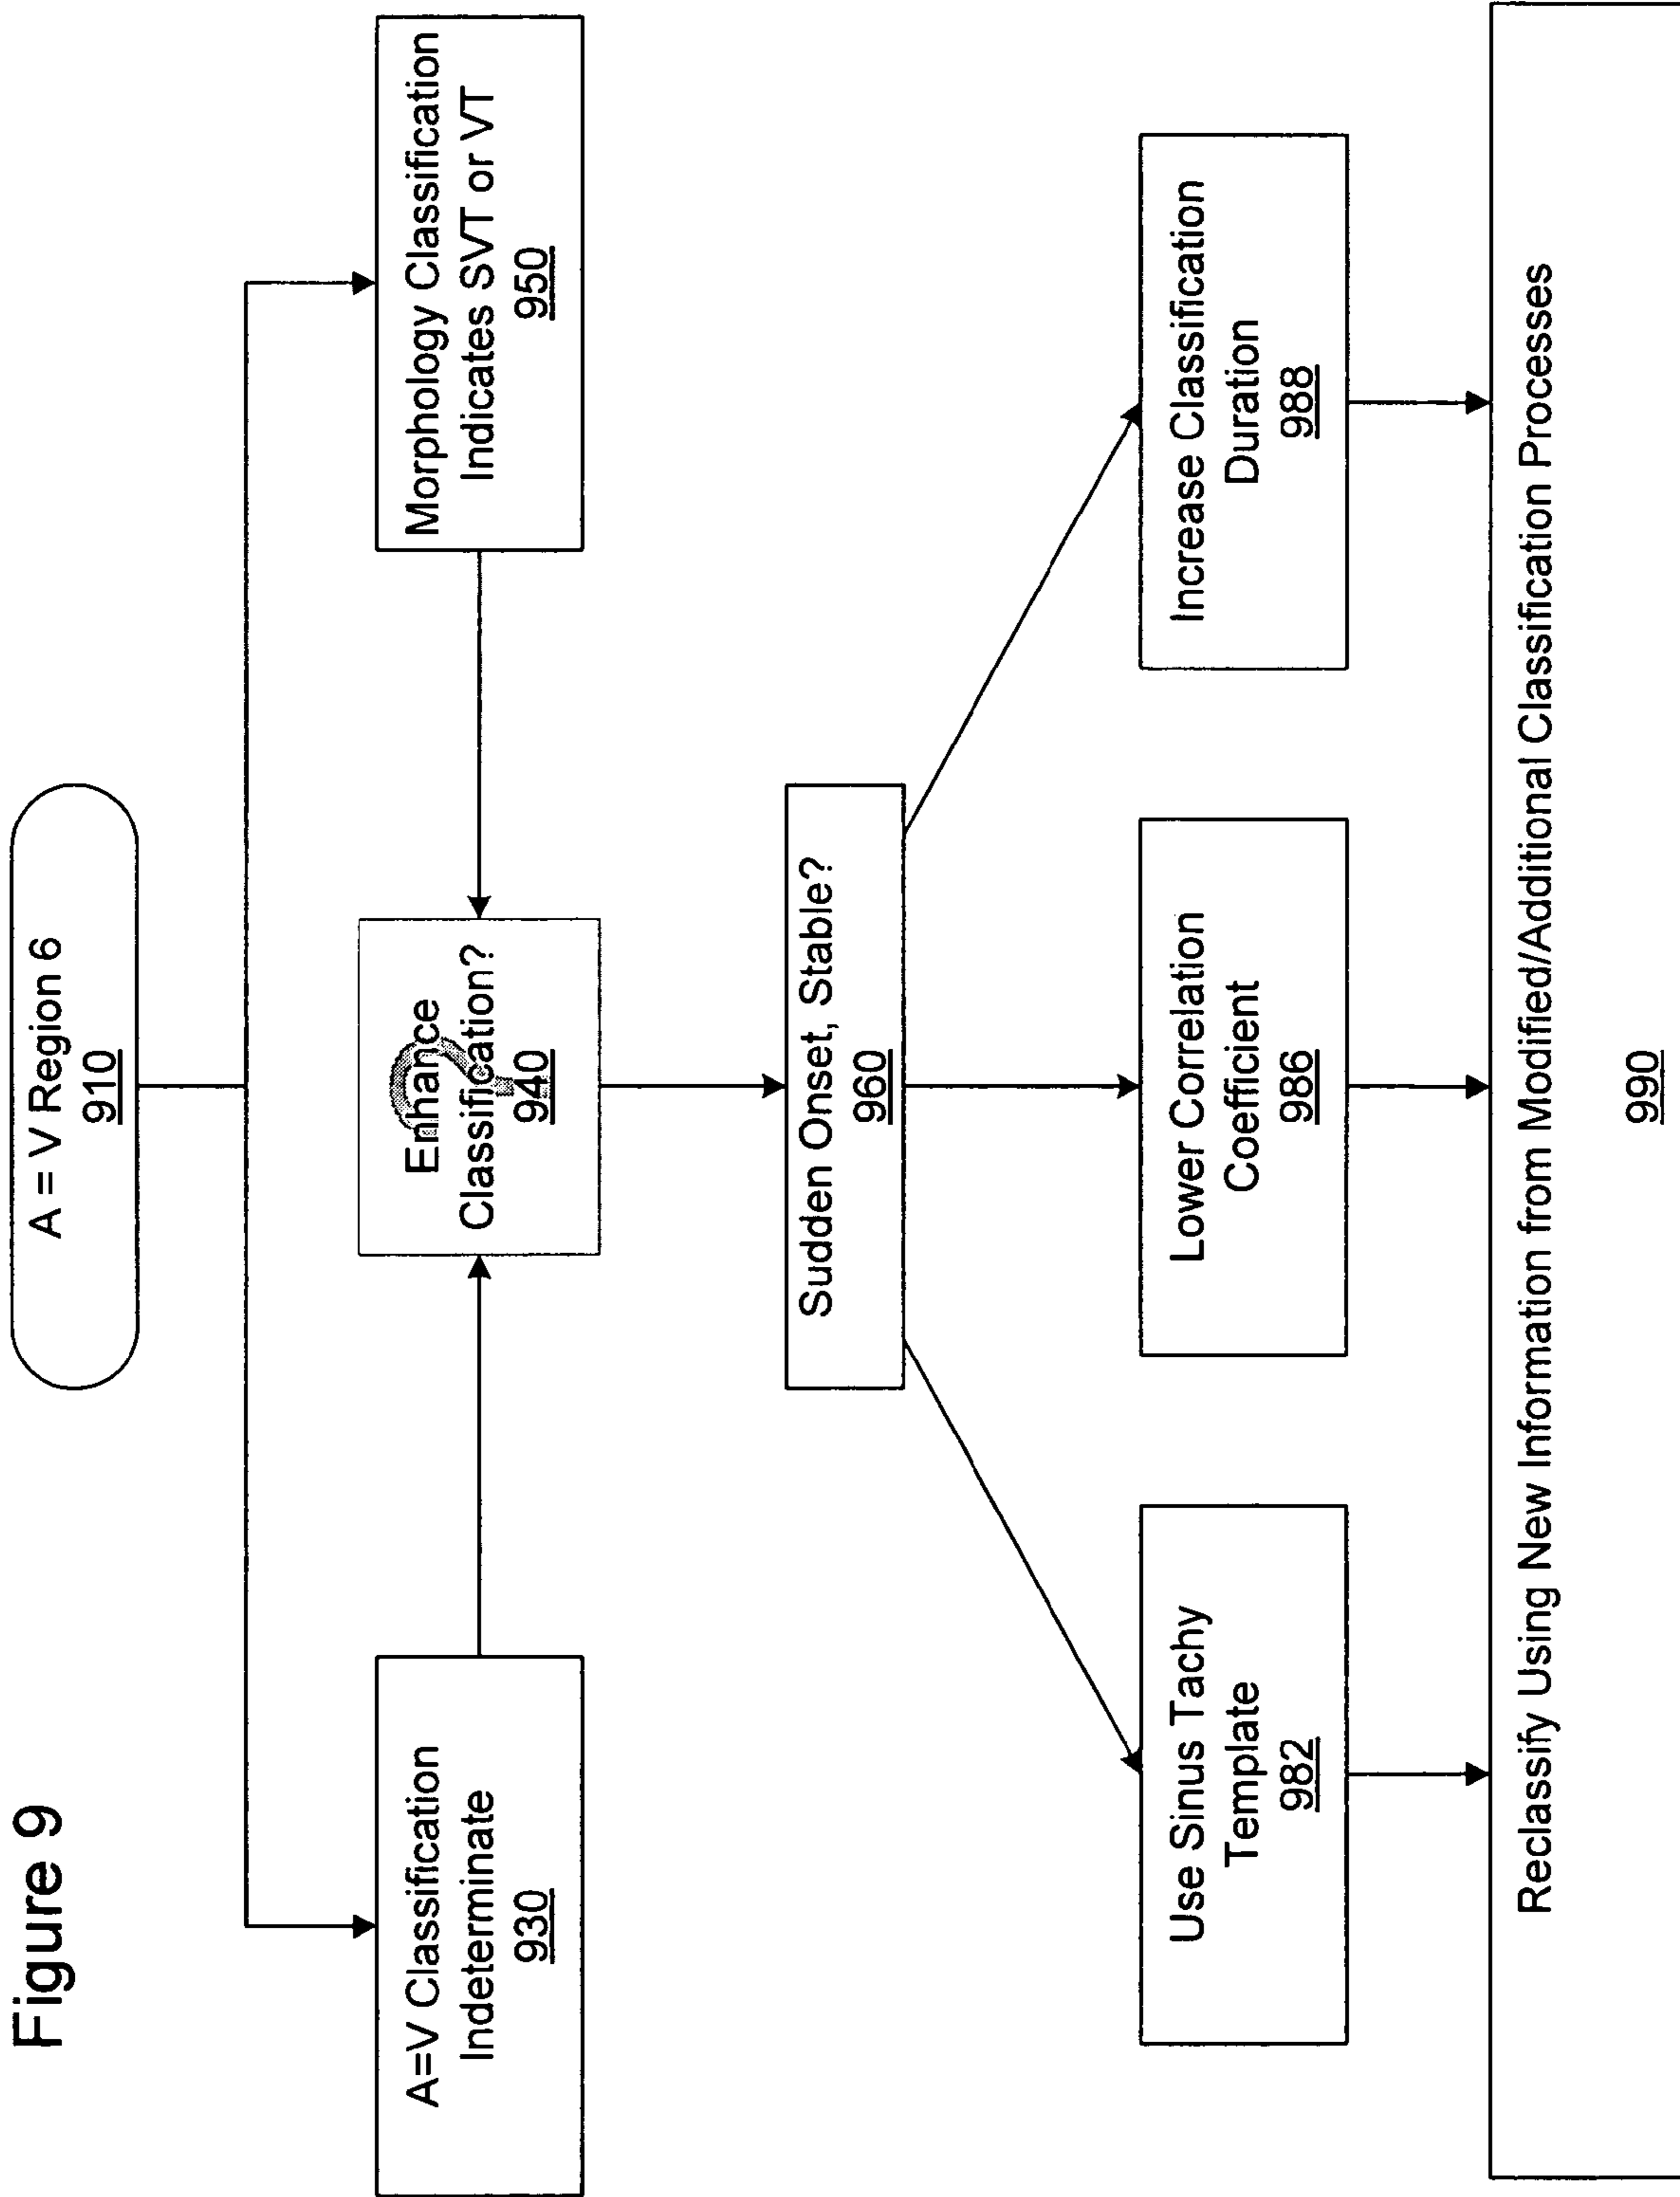 Figure 9
A = V Region 6
910
A=V Classification
Indeterminate
930
Enhance
Classification?
940
Morphology Classification
Indicates SVT or VT
950
Sudden Onset, Stable?
960
Use Sinus Tachy
Template
982
Lower Correlation
Coefficient
986
Increase Classification
Duration
988
Reclassify Using New Information from Modified/Additional Classification Processes
990